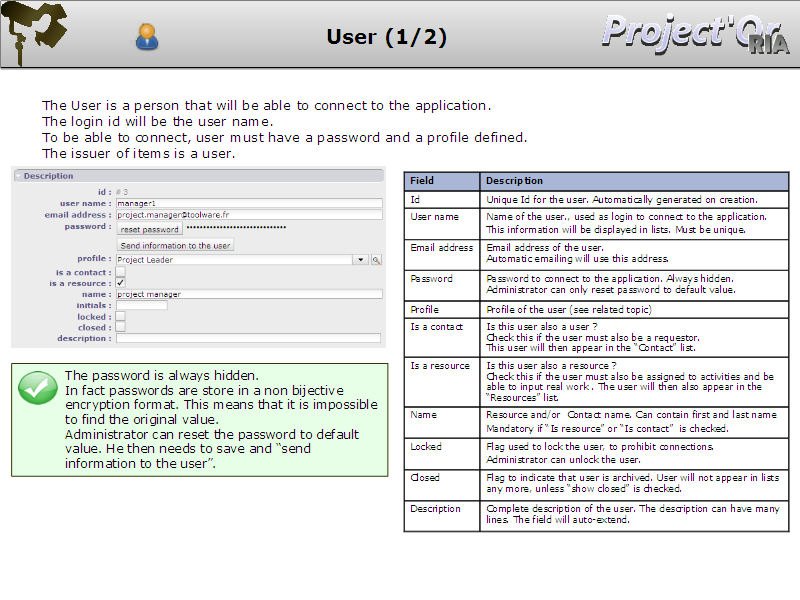 User (1/2)
Project'Or
RIA
The User is a person that will be able to connect to the application.
The login id will be the user name.
To be able to connect, user must have a password and a profile defined.
The issuer of items is a user.
Description
id : # 3
user name : manager1
email address : project.manager@toolware.fr
password : reset password ••••••••••••••••••••••••••••••
Send information to the user
profile : Project Leader
is a contact :
is a resource :
name : project manager
initials :
locked :
closed :
description :
The password is always hidden.
In fact passwords are store in a non bijective
encryption format. This means that it is impossible
to find the original value.
Administrator can reset the password to default
value. He then needs to save and “send
information to the user”.
Field Description
Id Unique Id for the user. Automatically generated on creation.
User name Name of the user., used as login to connect to the application.
This information will be displayed in lists. Must be unique.
Email address Email address of the user.
Automatic emailing will use this address.
Password Password to connect to the application. Always hidden.
Administrator can only reset password to default value.
Profile Profile of the user (see related topic)
Is a contact Is this user also a user ?
Check this if the user must also be a requestor.
This user will then appear in the “Contact” list.
Is a resource Is this user also a resource ?
Check this if the user must also be assigned to activities and be
able to input real work . The user will then also appear in the
“Resources” list.
Name Resource and/or Contact name. Can contain first and last name
Mandatory if “Is resource” or “Is contact” is checked.
Locked Flag used to lock the user, to prohibit connections.
Administrator can unlock the user.
Closed Flag to indicate that user is archived. User will not appear in lists
any more, unless “show closed” is checked.
Description Complete description of the user. The description can have many
lines. The field will auto-extend.